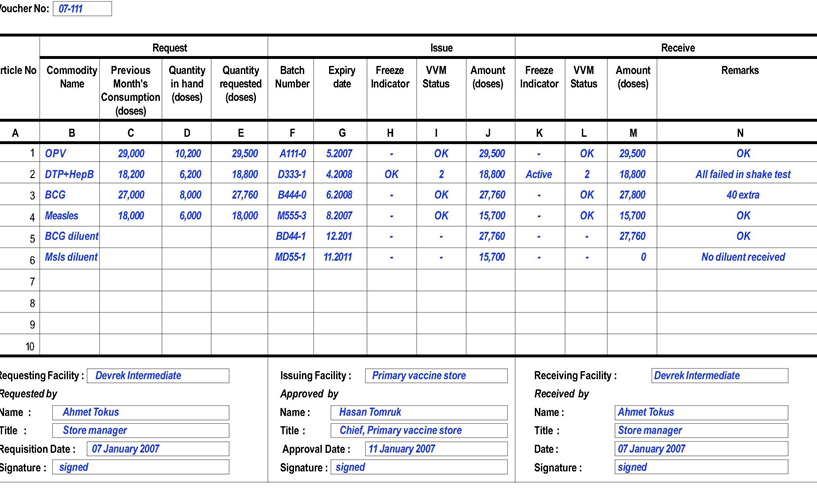 Voucher No: 07-111
Request Issue Receive
Article No Commodity Name Previous Month's Consumption (doses) Quantity in hand (doses) Quantity requested (doses) Batch Number Expiry date Freeze Indicator VVM Status Amount (doses) Freeze Indicator VVM Status Amount (doses) Remarks
A B C D E F G H I J K L M N
1 OPV 29,000 10,200 29,500 A111-0 5.2007 - OK 29,500 - OK 29,500 OK
2 DTP+HepB 18,200 6,200 18,800 D333-1 4.2008 OK 2 18,800 Active 2 18,800 All failed in shake test
3 BCG 27,000 8,000 27,760 B444-0 6.2008 - OK 27,760 - OK 27,800 40 extra
4 Measles 18,000 6,000 18,000 M555-3 8.2007 - OK 15,700 - OK 15,700 OK
5 BCG diluent BD44-1 12.201 - - 27,760 - - 27,760 OK
6 Msls diluent MD55-1 11.2011 - - 15,700 - - 0 No diluent received
7
8
9
10
Requesting Facility : Devrek Intermediate Issuing Facility : Primary vaccine store Receiving Facility : Devrek Intermediate
Requested by Approved by Received by
Name : Ahmet Tokus Name : Hasan Tomruk Name : Ahmet Tokus
Title : Store manager Title : Chief, Primary vaccine store Title : Store manager
Requisition Date : 07 January 2007 Approval Date : 11 January 2007 Date : 07 January 2007
Signature : signed Signature : signed Signature : signed